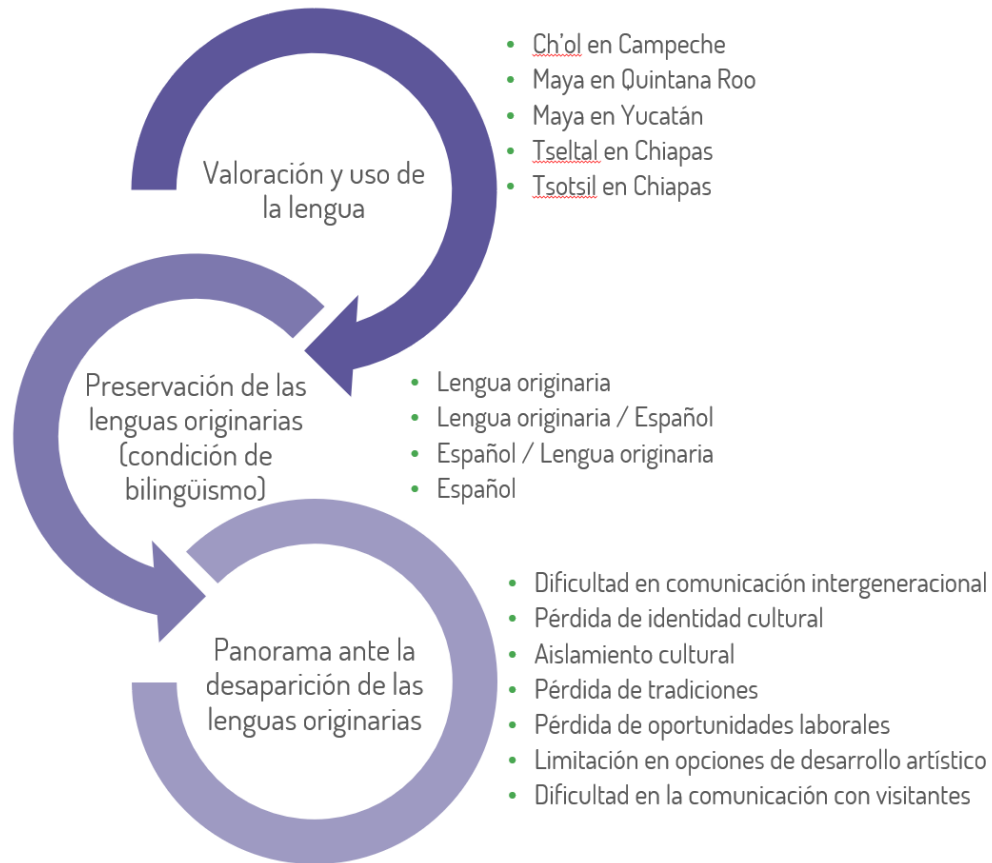 Valoración y uso de
la lengua
• Ch'ol en Campeche
• Maya en Quintana Roo
• Maya en Yucatán
• Tseltal en Chiapas
• Tsotsil en Chiapas
Preservación de las
lenguas originarias
(condición de
bilingüismo)
• Lengua originaria
• Lengua originaria / Español
• Español / Lengua originaria
• Español
Panorama ante la
desaparición de las
lenguas originarias
• Dificultad en comunicación intergeneracional
• Pérdida de identidad cultural
• Aislamiento cultural
• Pérdida de tradiciones
• Pérdida de oportunidades laborales
• Limitación en opciones de desarrollo artístico
• Dificultad en la comunicación con visitantes